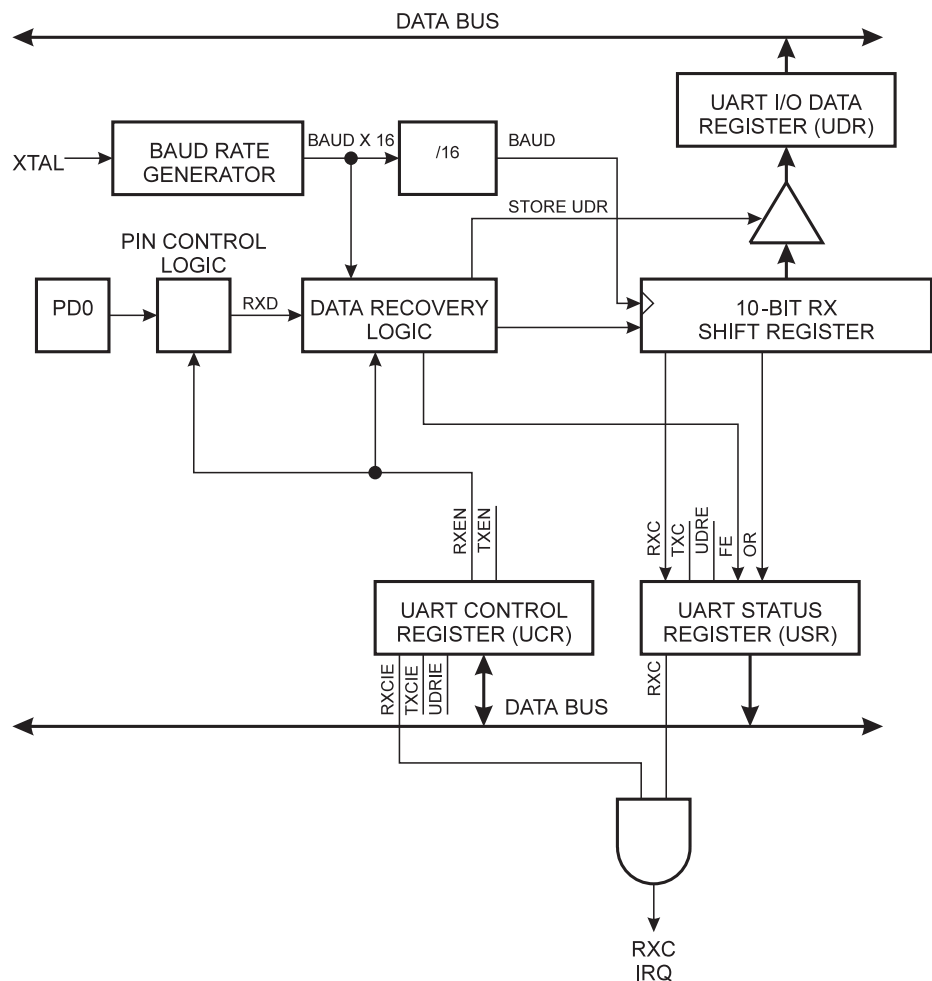 DATA BUS
UART I/O DATA
REGISTER (UDR)
XTAL
BAUD RATE
GENERATOR
BAUD X 16
/16
BAUD
STORE UDR
PIN CONTROL
LOGIC
PD0
RXD
DATA RECOVERY
LOGIC
10-BIT RX
SHIFT REGISTER
RXEN
TXEN
RXC
TXC
UDRE
FE
OR
UART CONTROL
REGISTER (UCR)
UART STATUS
REGISTER (USR)
RXCIE
TXCIE
UDRIE
RXC
DATA BUS
RXC
IRQ